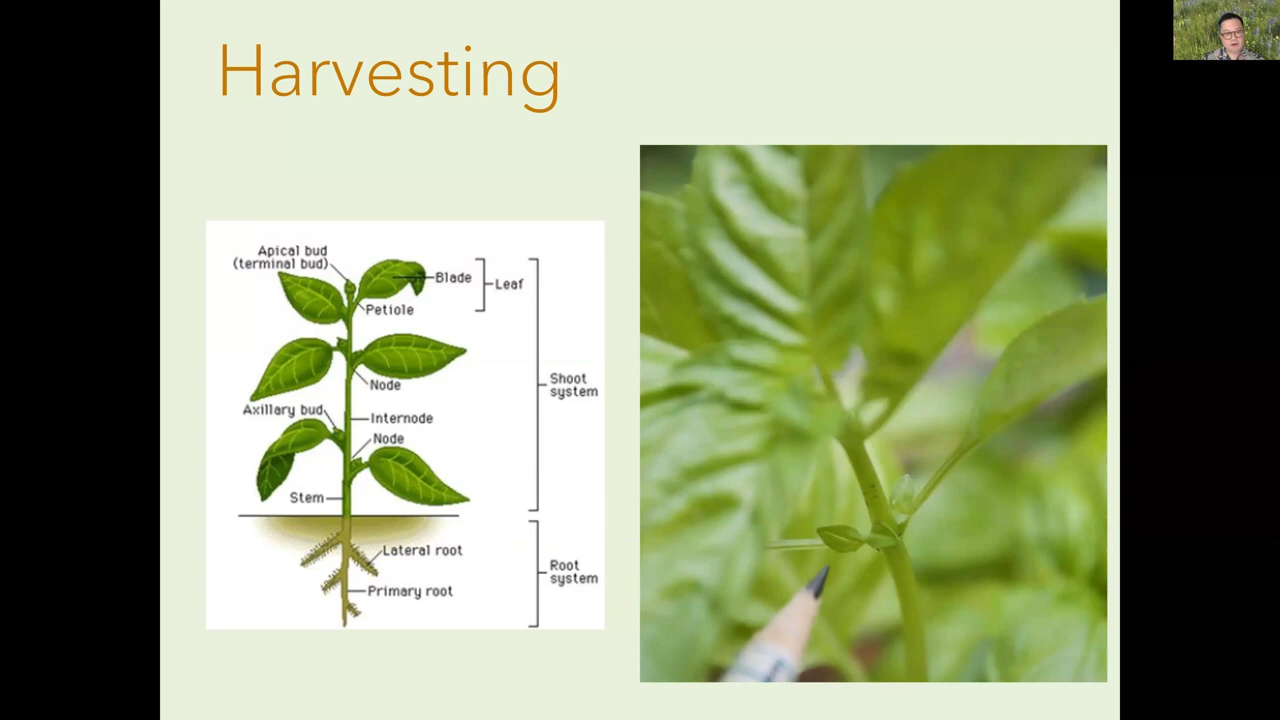 Harvesting
Apical bud
(terminal bud)
Blade
Leaf
Petiole
Node
Shoot
system
Axillary bud
Internode
Node
Stem
Lateral root
Root
system
Primary root